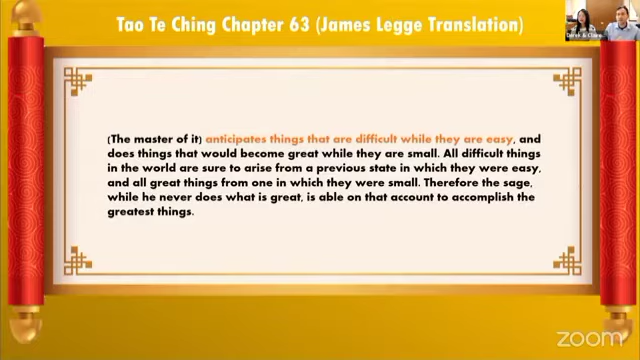 Tao Te Ching Chapter 63 (James Legge Translation)
Derek & Claire
(The master of it) anticipates things that are difficult while they are easy, and
does things that would become great while they are small. All difficult things
in the world are sure to arise from a previous state in which they were easy,
and all great things from one in which they were small. Therefore the sage,
while he never does what is great, is able on that account to accomplish the
greatest things.
zoom